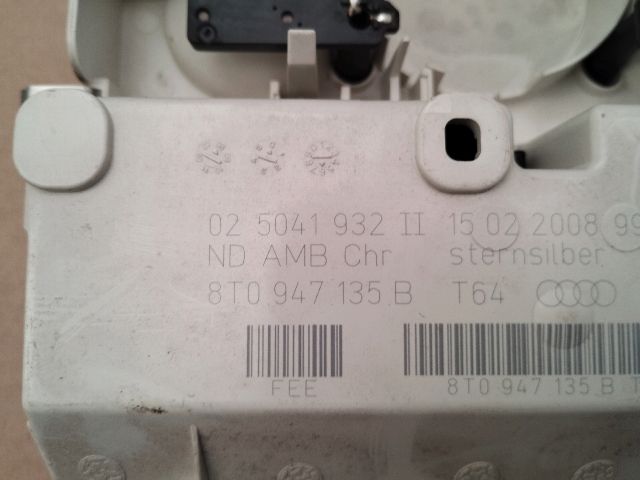 02 5041 932 II 15 02 2008 99
ND AMB Chr sternsilber
8T0 947 135 B T64
FEE
8T0 947 135 B T